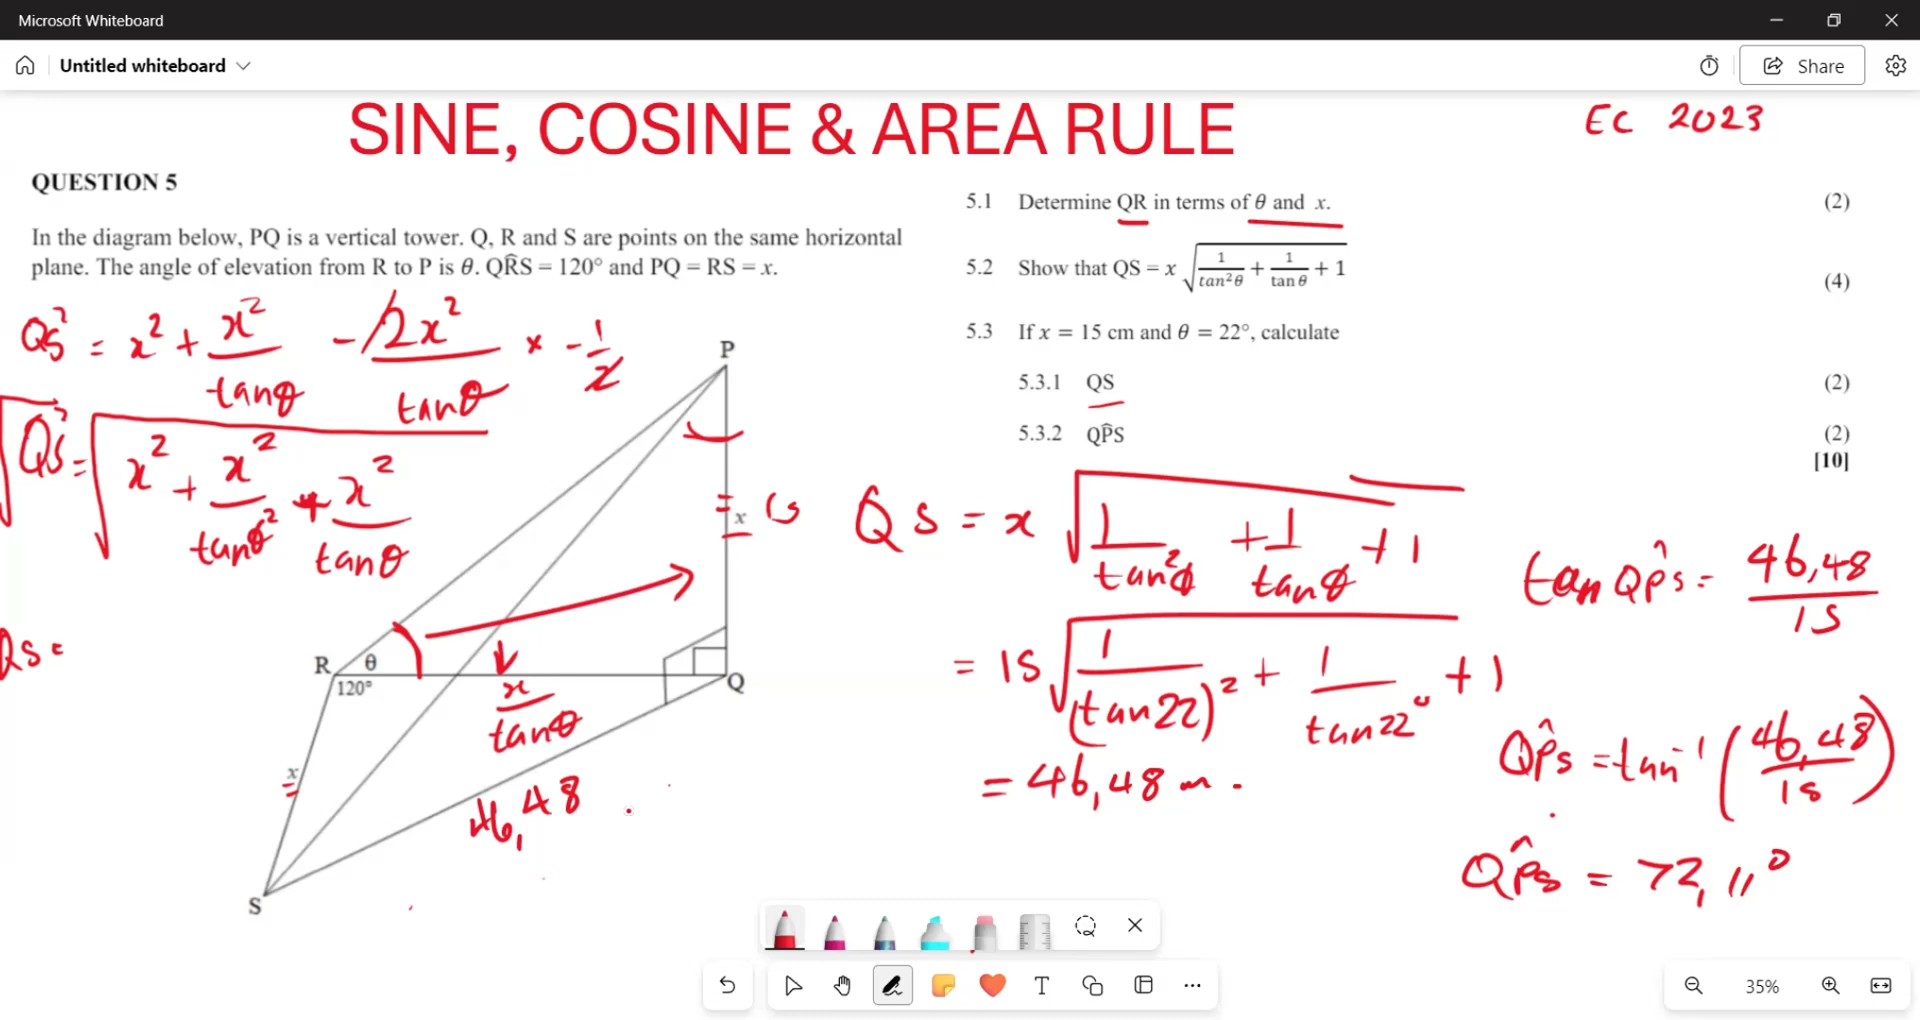 Microsoft Whiteboard
Untitled whiteboard
Share
SINE, COSINE & AREA RULE
EC 2023
QUESTION 5
In the diagram below, PQ is a vertical tower. Q, R and S are points on the same horizontal
plane. The angle of elevation from R to P is θ. QR̂S = 120° and PQ = RS = x.
5.1 Determine QR in terms of θ and x. (2)
5.2 Show that QS = x √(1/tan²θ + 1/tan θ + 1) (4)
5.3 If x = 15 cm and θ = 22°, calculate
5.3.1 QS (2)
5.3.2 QP̂S (2)
[10]
QS² = x² + x²/tanθ - 2x²/tanθ × -1/2
√QS² = √(x² + x²/tanθ² + x²/tanθ)
QS =
P
x
15
R
θ
120°
x/tanθ
Q
x
46,48
S
QS = x √(1/tan²θ + 1/tanθ + 1)
= 15 √(1/(tan22)² + 1/tan22° + 1)
= 46,48 m.
tan QP̂S = 46,48/15
QP̂S = tan⁻¹(46,48/15)
QP̂S = 72,11°
35%